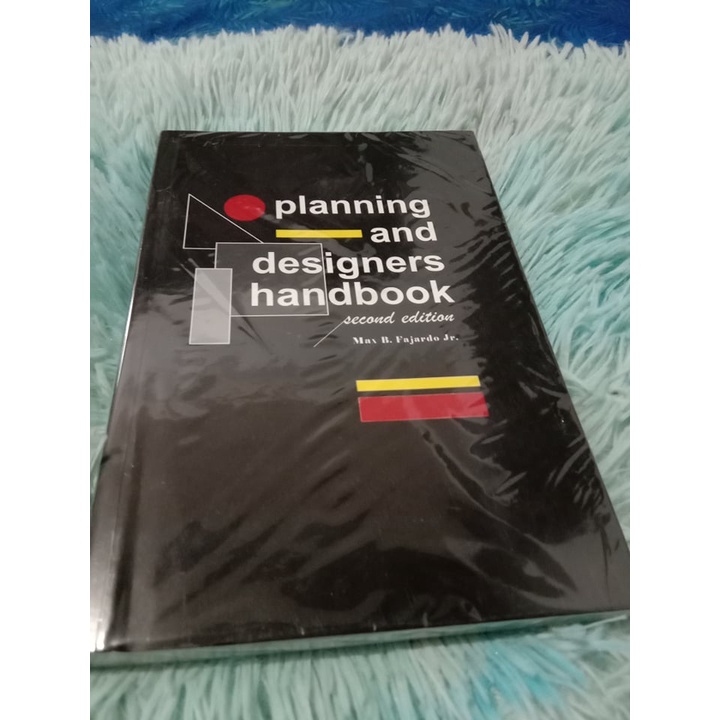 planning
and
designers
handbook
second edition
Max B. Fajardo Jr.